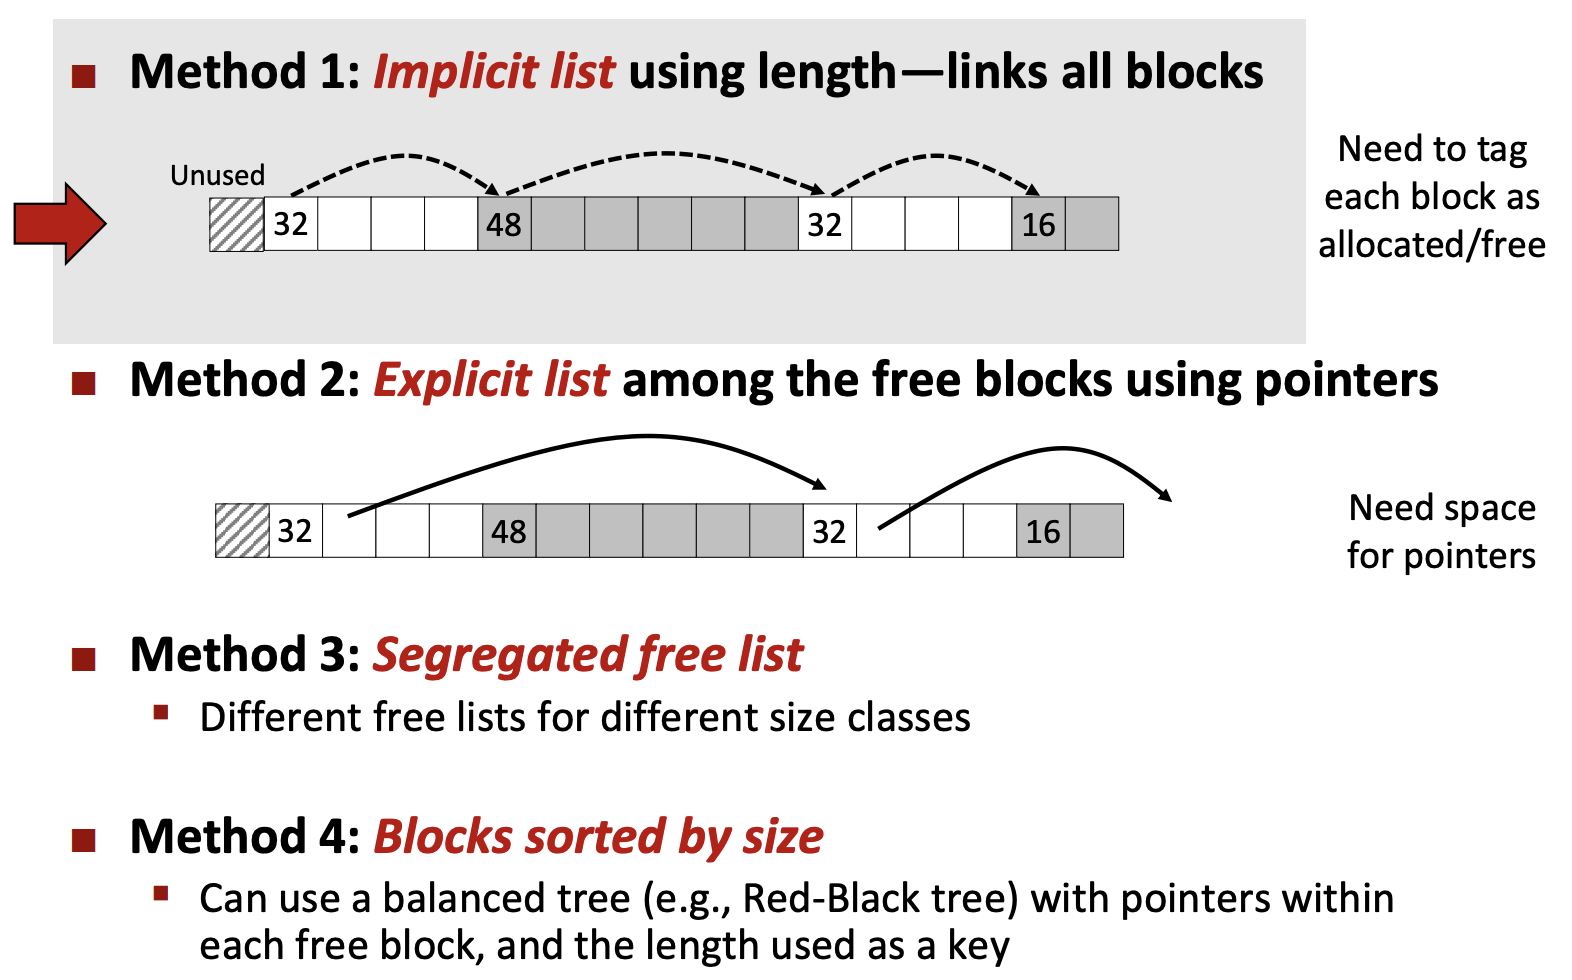 Method 1: Implicit list using length—links all blocks
Unused
32 48 32 16
Need to tag
each block as
allocated/free
Method 2: Explicit list among the free blocks using pointers
32 48 32 16
Need space
for pointers
Method 3: Segregated free list
Different free lists for different size classes
Method 4: Blocks sorted by size
Can use a balanced tree (e.g., Red-Black tree) with pointers within
each free block, and the length used as a key